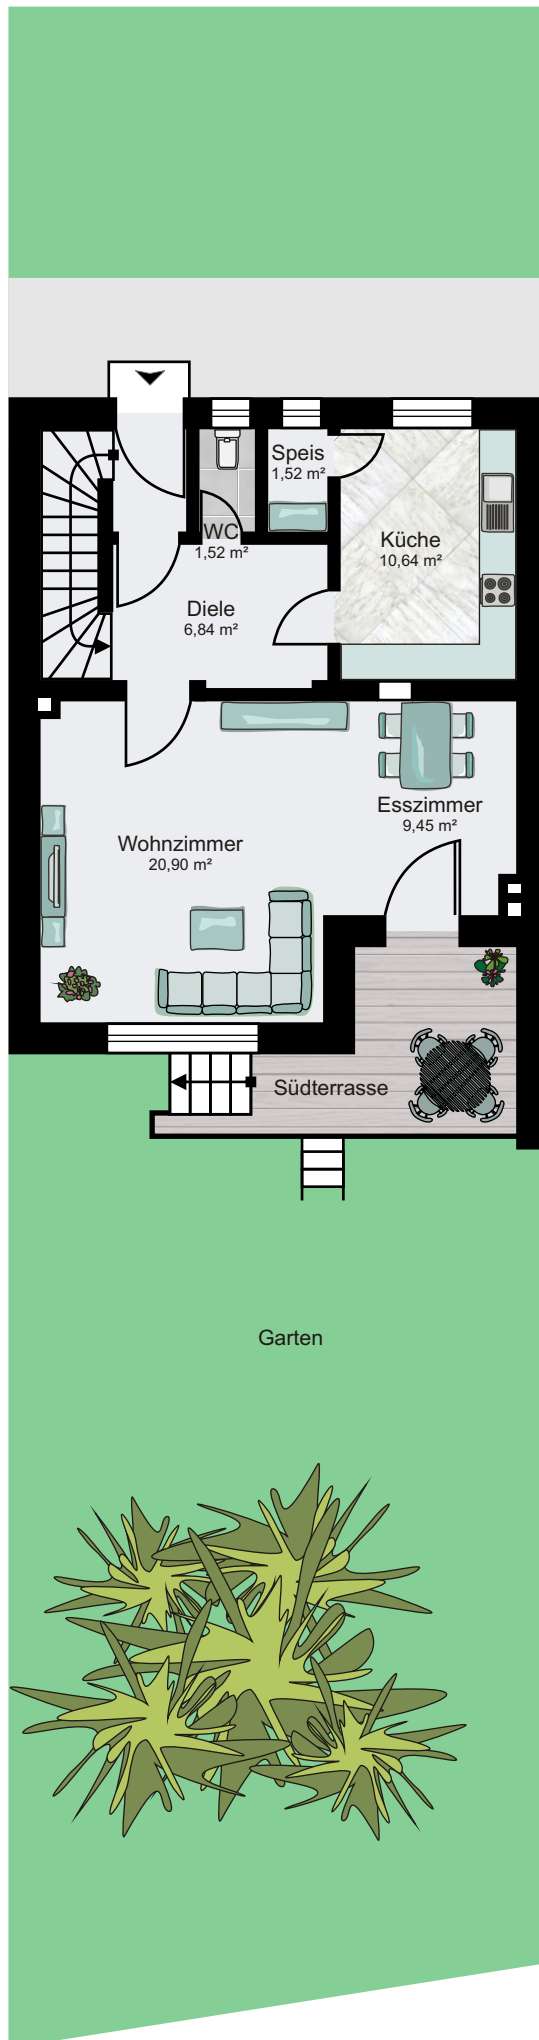 Speis
1,52 m²
WC
1,52 m²
Küche
10,64 m²
Diele
6,84 m²
Esszimmer
9,45 m²
Wohnzimmer
20,90 m²
Südterrasse
Garten